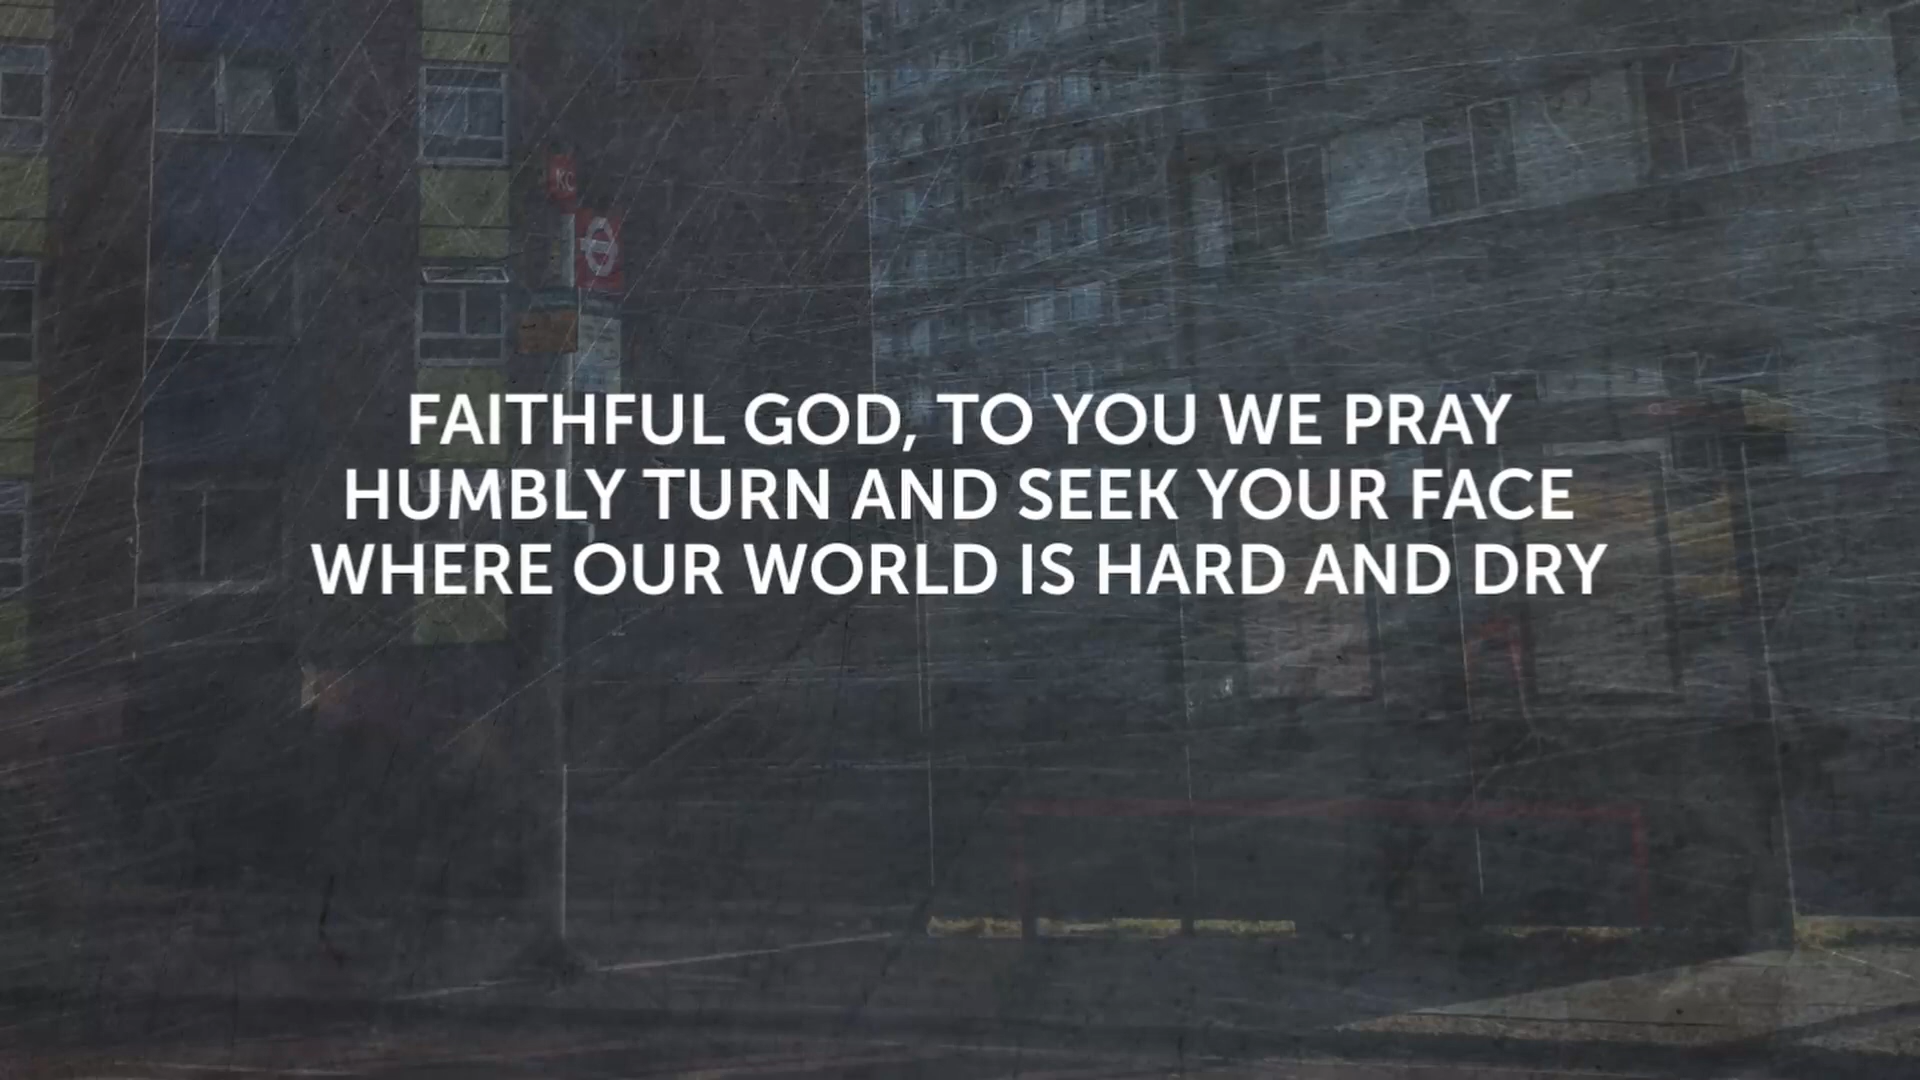 KC
FAITHFUL GOD, TO YOU WE PRAY
HUMBLY TURN AND SEEK YOUR FACE
WHERE OUR WORLD IS HARD AND DRY